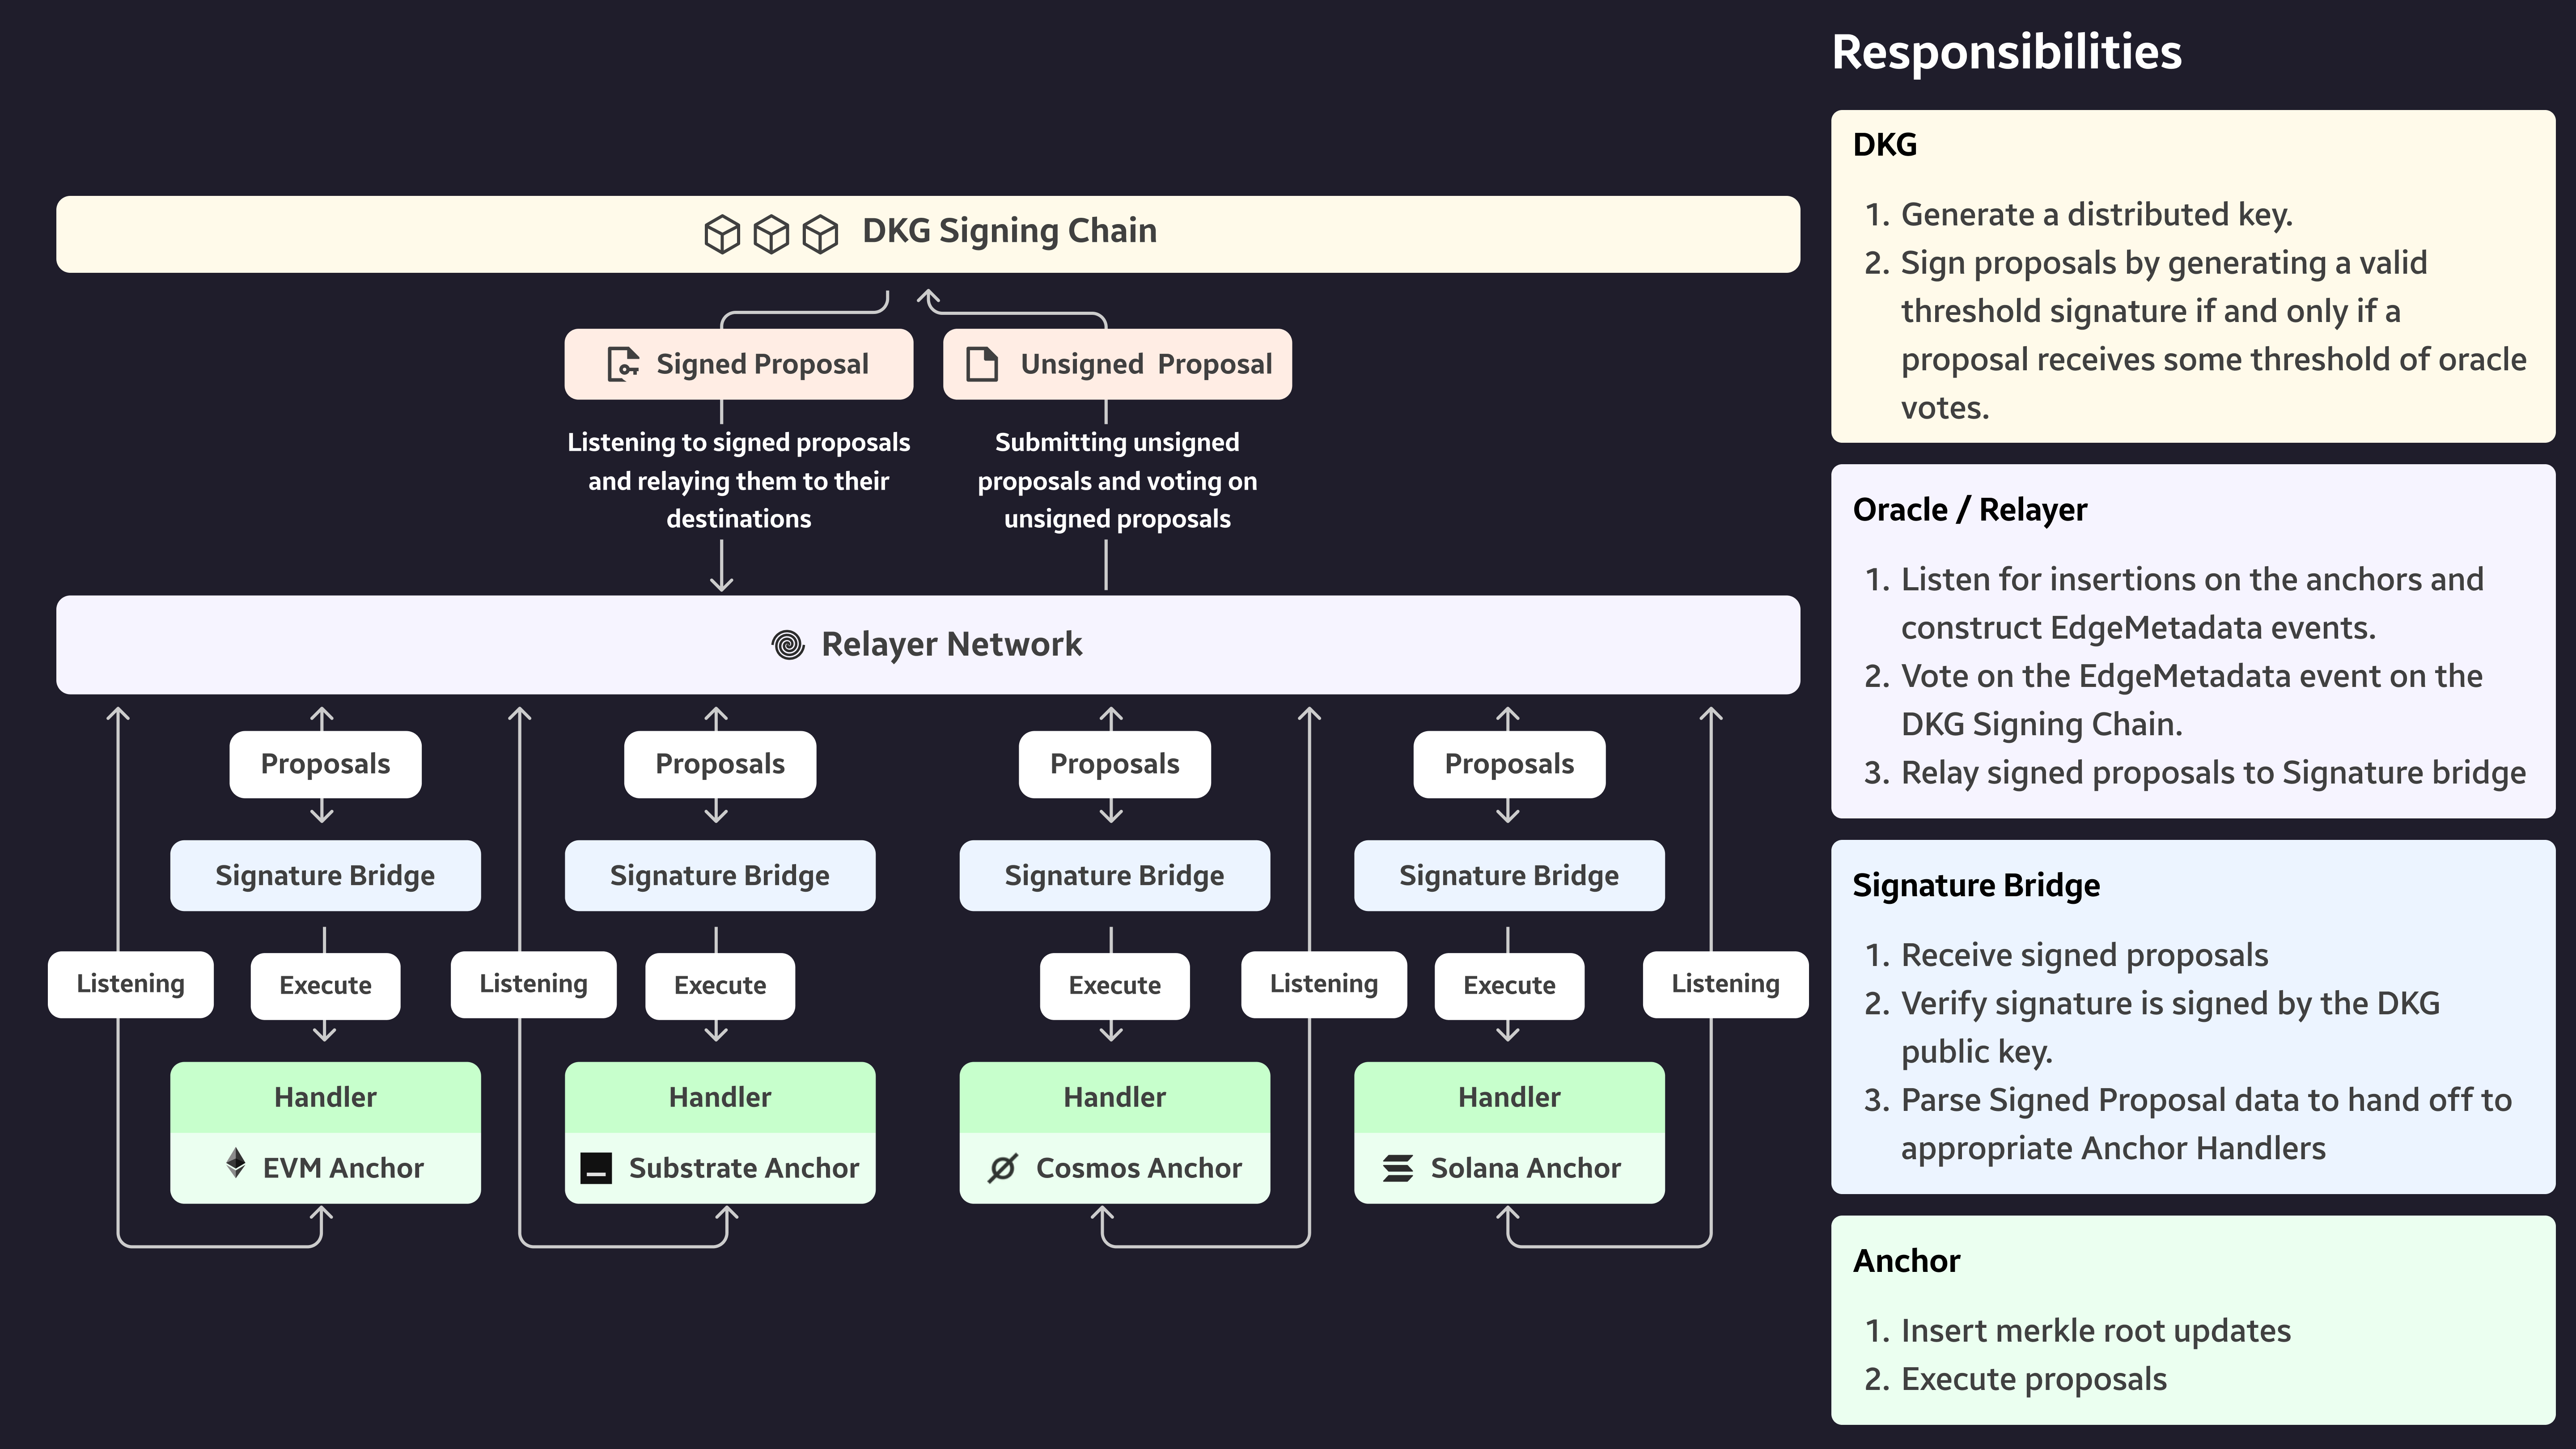 DKG Signing Chain
Signed Proposal
Unsigned Proposal
Listening to signed proposals
and relaying them to their
destinations
Submitting unsigned
proposals and voting on
unsigned proposals
Relayer Network
Proposals
Proposals
Proposals
Proposals
Signature Bridge
Signature Bridge
Signature Bridge
Signature Bridge
Listening
Execute
Listening
Execute
Execute
Listening
Execute
Listening
Handler
Handler
Handler
Handler
EVM Anchor
Substrate Anchor
Cosmos Anchor
Solana Anchor
Responsibilities
DKG
1. Generate a distributed key.
2. Sign proposals by generating a valid
threshold signature if and only if a
proposal receives some threshold of oracle
votes.
Oracle / Relayer
1. Listen for insertions on the anchors and
construct EdgeMetadata events.
2. Vote on the EdgeMetadata event on the
DKG Signing Chain.
3. Relay signed proposals to Signature bridge
Signature Bridge
1. Receive signed proposals
2. Verify signature is signed by the DKG
public key.
3. Parse Signed Proposal data to hand off to
appropriate Anchor Handlers
Anchor
1. Insert merkle root updates
2. Execute proposals